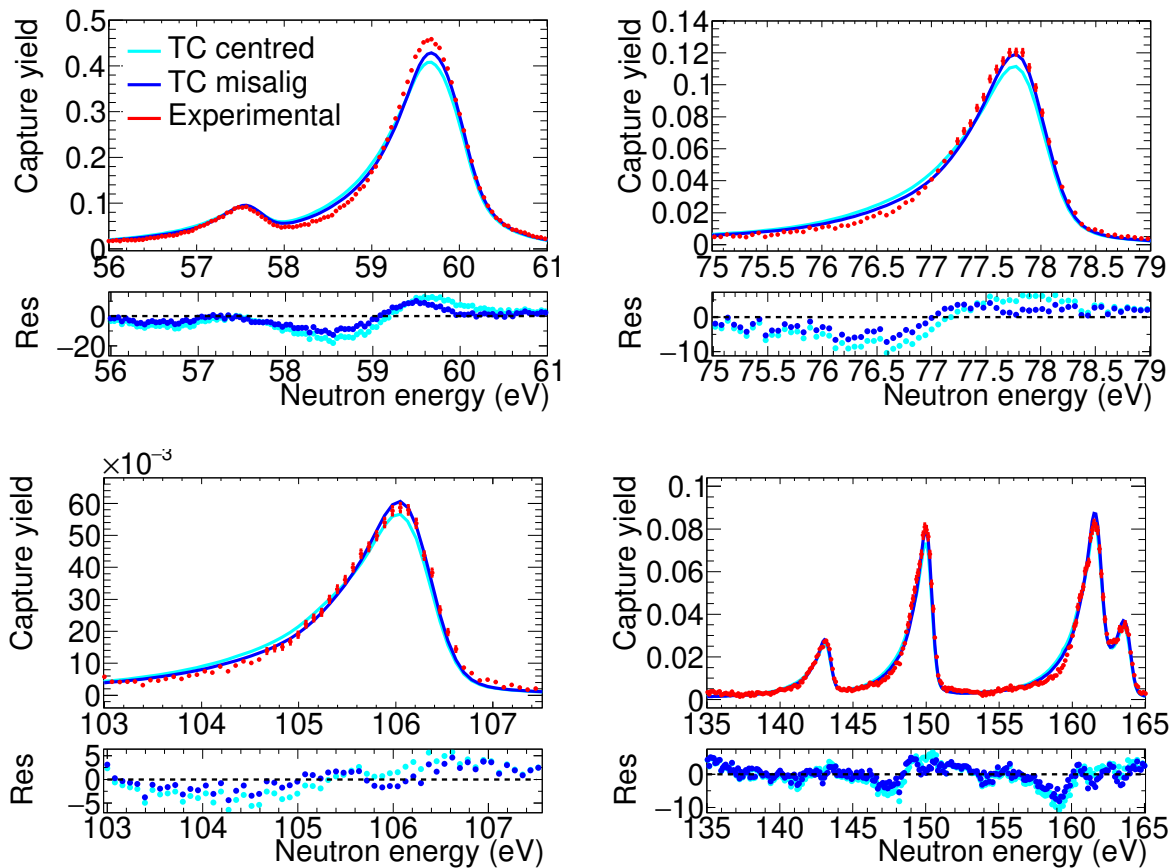 Capture yield
0.5
0.4
0.3
0.2
0.1
0
TC centred
TC misalig
Experimental
56 57 58 59 60 61
Res
0
−20
56 57 58 59 60 61
Neutron energy (eV)
Capture yield
0.14
0.12
0.10
0.08
0.06
0.04
0.02
0
75 75.5 76 76.5 77 77.5 78 78.5 79
Res
0
−10
75 75.5 76 76.5 77 77.5 78 78.5 79
Neutron energy (eV)
×10−3
Capture yield
60
40
20
0
103 104 105 106 107
Res
5
0
-5
103 104 105 106 107
Neutron energy (eV)
Capture yield
0.1
0.08
0.06
0.04
0.02
0
135 140 145 150 155 160 165
Res
0
−10
135 140 145 150 155 160 165
Neutron energy (eV)